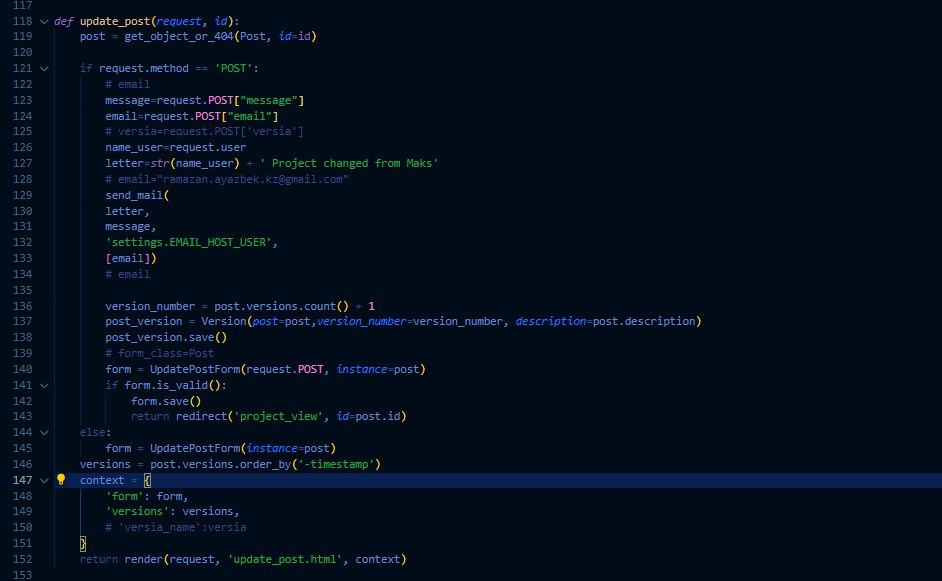 117
118 def update_post(request, id):
119     post = get_object_or_404(Post, id=id)
120
121     if request.method == 'POST':
122         # email
123         message=request.POST["message"]
124         email=request.POST["email"]
125         # versia=request.POST['versia']
126         name_user=request.user
127         letter=str(name_user) + ' Project changed from Maks'
128         # email="ramazan.ayazbek.kz@gmail.com"
129         send_mail(
130         letter,
131         message,
132         'settings.EMAIL_HOST_USER',
133         [email])
134         # email
135
136         version_number = post.versions.count() + 1
137         post_version = Version(post=post,version_number=version_number, description=post.description)
138         post_version.save()
139         # form_class=Post
140         form = UpdatePostForm(request.POST, instance=post)
141         if form.is_valid():
142             form.save()
143             return redirect('project_view', id=post.id)
144     else:
145         form = UpdatePostForm(instance=post)
146     versions = post.versions.order_by('-timestamp')
147     context = {
148         'form': form,
149         'versions': versions,
150         # 'versia_name':versia
151     }
152     return render(request, 'update_post.html', context)
153